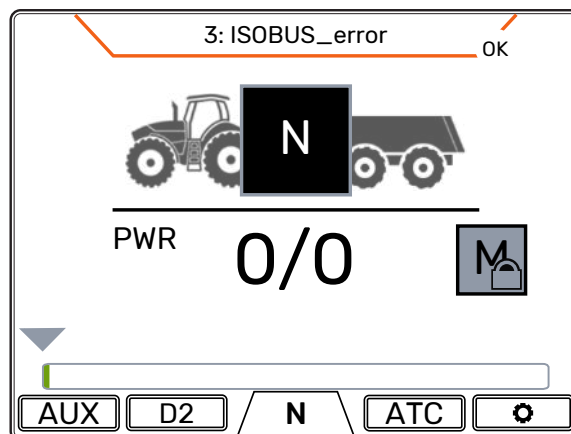 3: ISOBUS_error
OK
N
PWR
0/0
M
AUX
D2
N
ATC